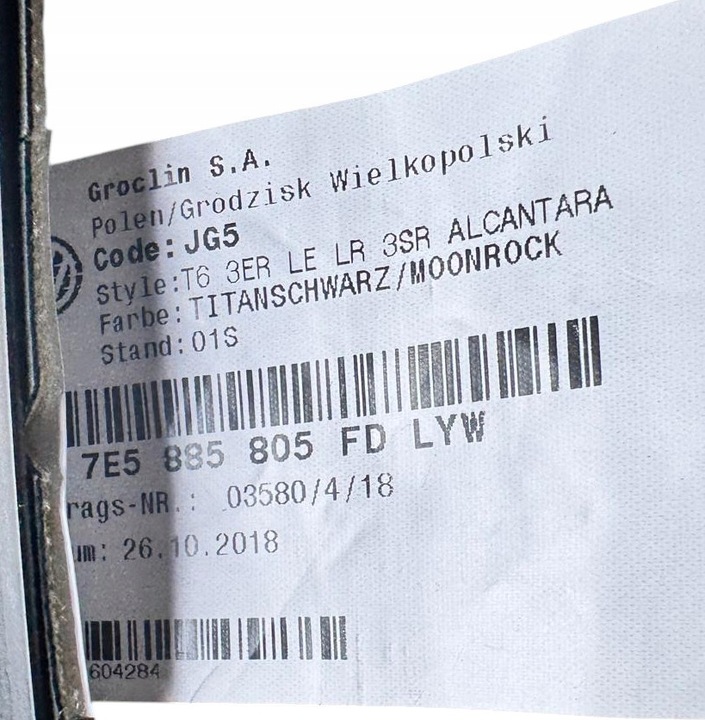 Groclin S.A.
Polen/Grodzisk Wielkopolski
Code: JG5
Style: T6 3ER LE LR 3SR ALCANTARA
Farbe: TITANSCHWARZ/MOONROCK
Stand: 01S
7E5 885 805 FD LYW
rags-NR.: 03580/4/18
um: 26.10.2018
604284